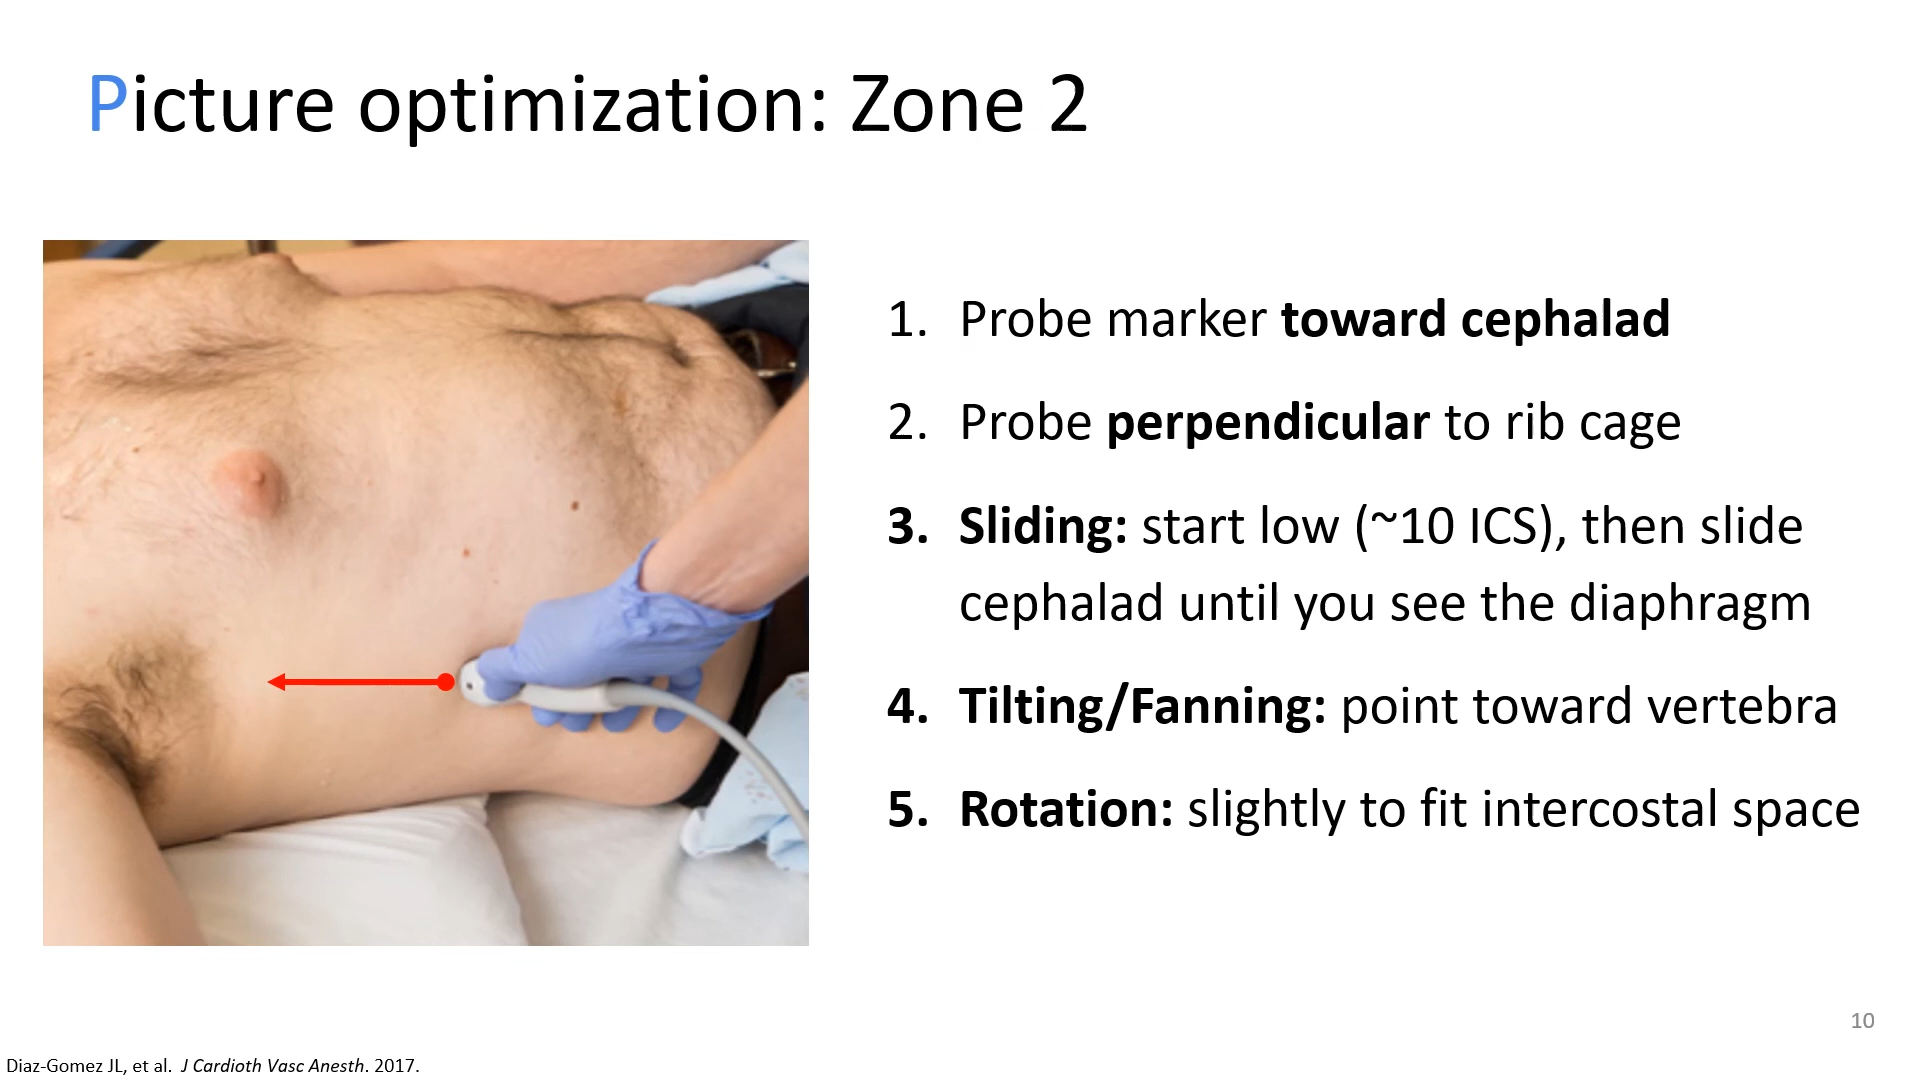 Picture optimization: Zone 2
1. Probe marker toward cephalad
2. Probe perpendicular to rib cage
3. Sliding: start low (~10 ICS), then slide
cephalad until you see the diaphragm
4. Tilting/Fanning: point toward vertebra
5. Rotation: slightly to fit intercostal space
10
Diaz-Gomez JL, et al. J Cardioth Vasc Anesth. 2017.